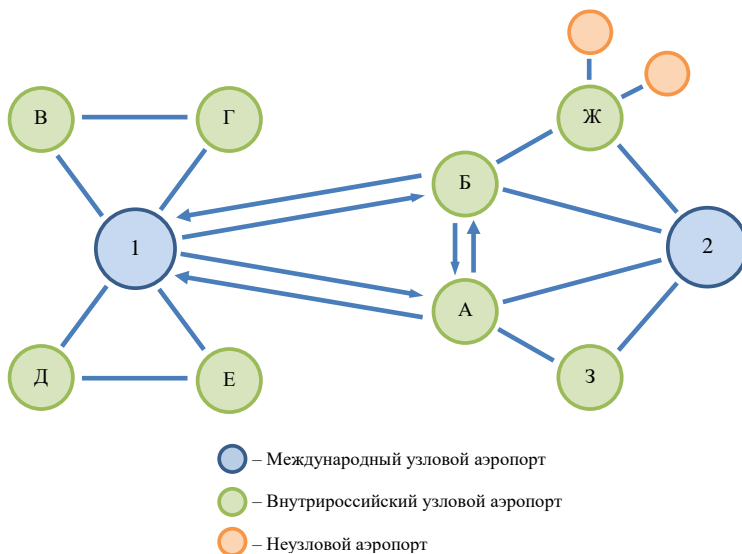 Ж
В
Г
Б
1
2
А
Д
Е
З
– Международный узловой аэропорт
– Внутрироссийский узловой аэропорт
– Неузловой аэропорт